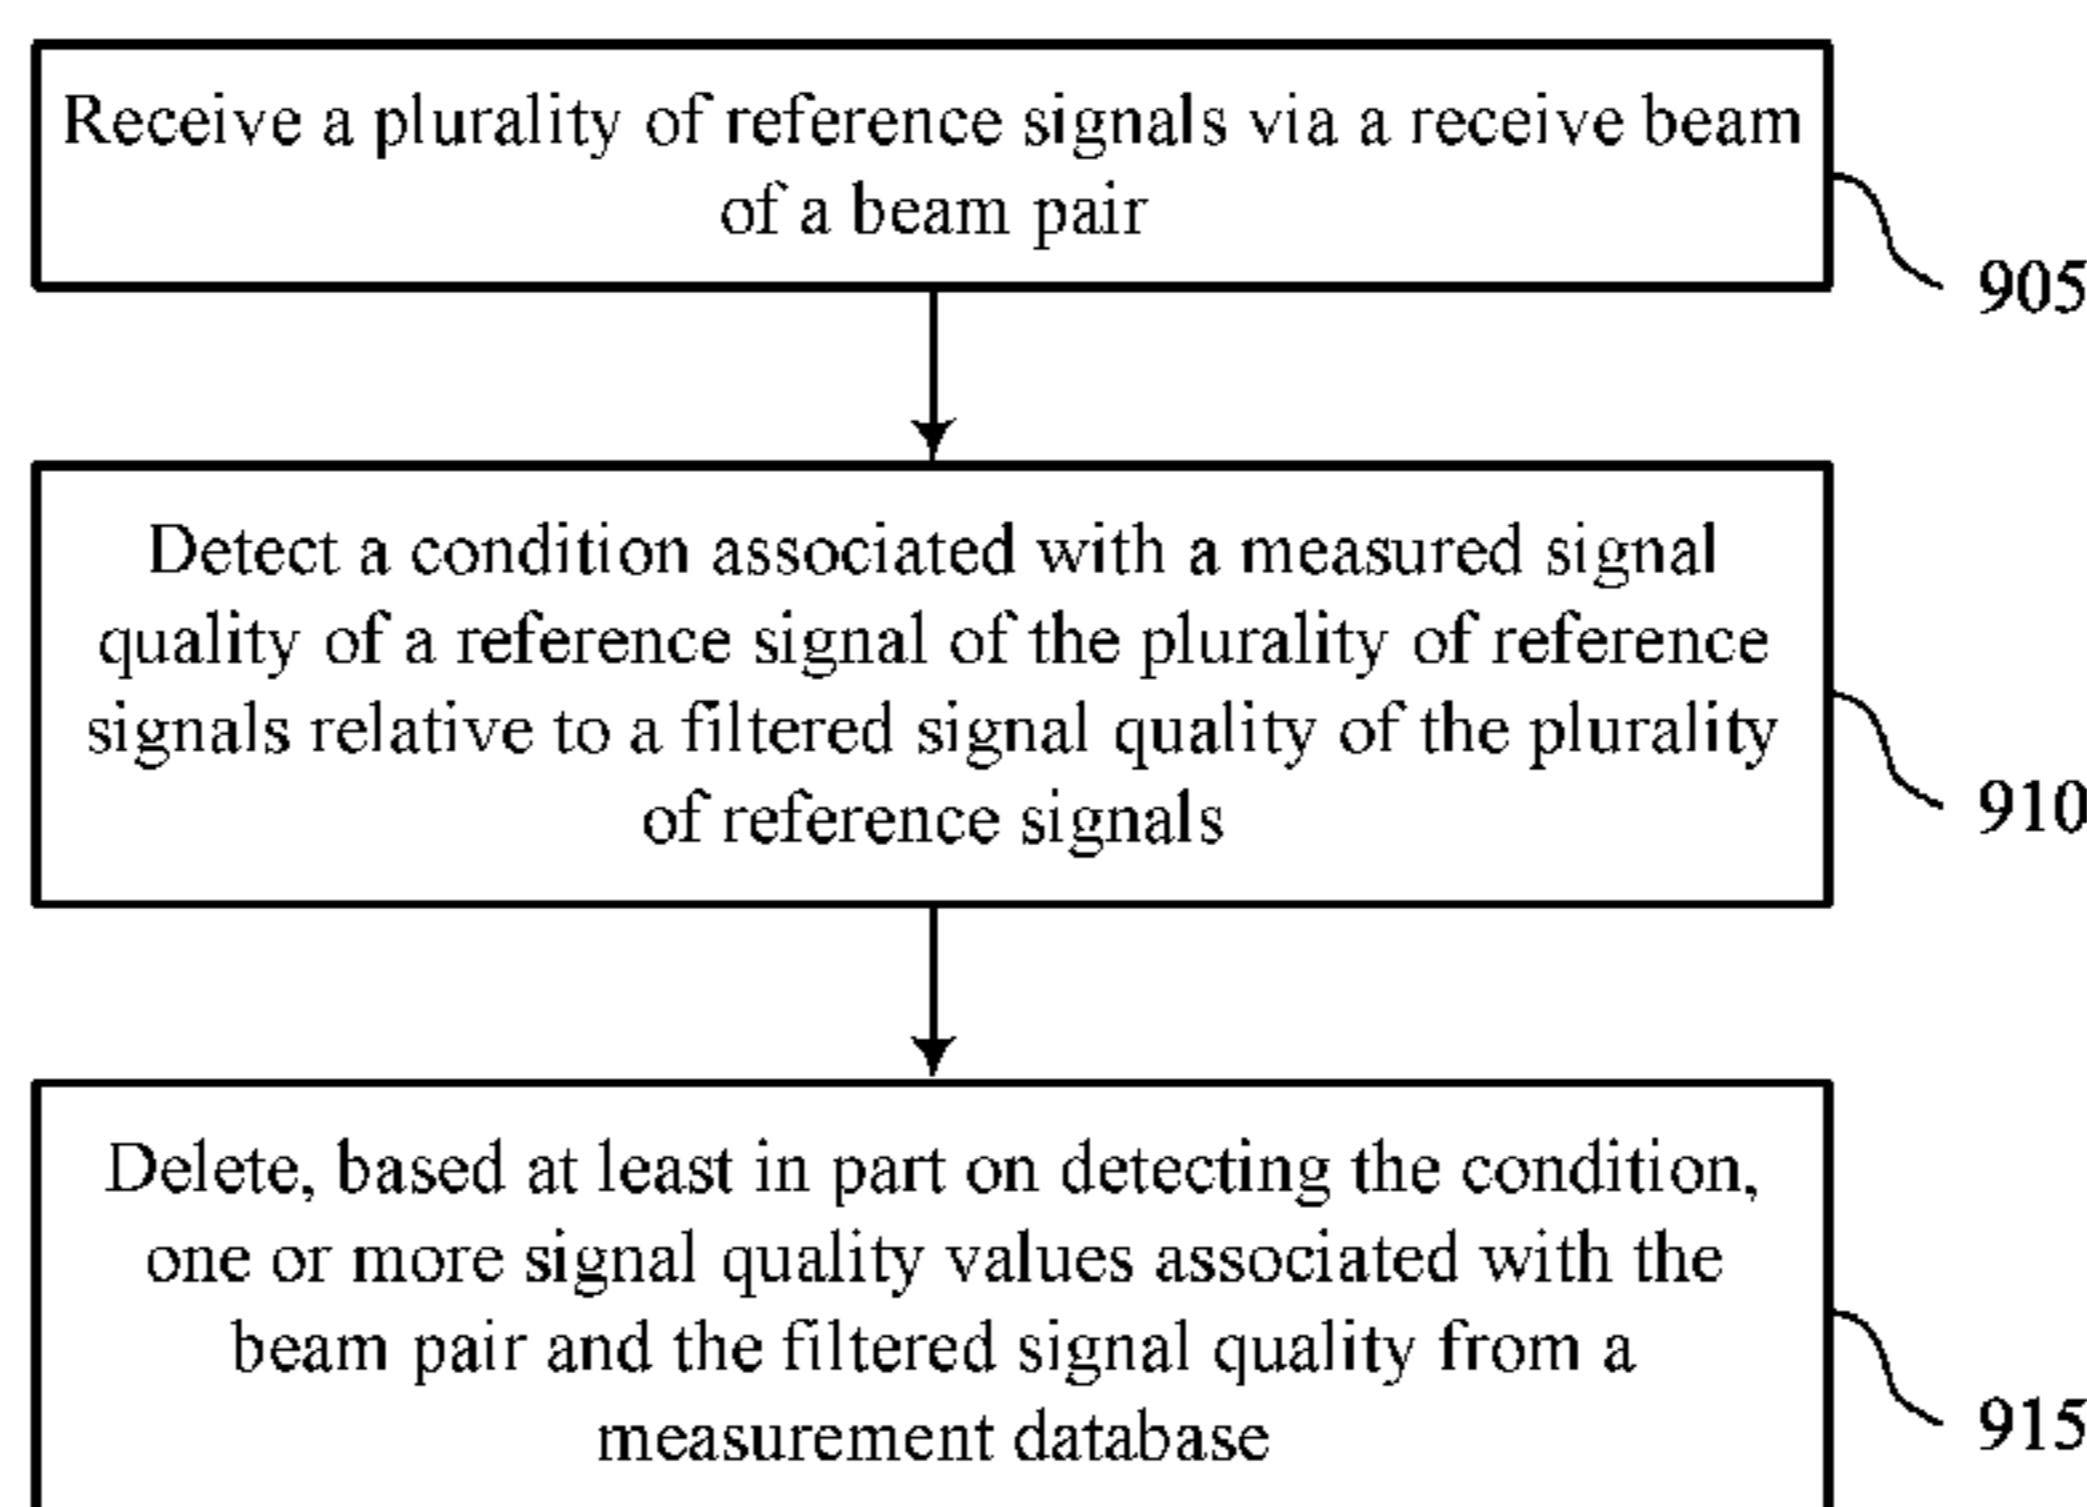 Receive a plurality of reference signals via a receive beam
of a beam pair
905
Detect a condition associated with a measured signal
quality of a reference signal of the plurality of reference
signals relative to a filtered signal quality of the plurality
of reference signals
910
Delete, based at least in part on detecting the condition,
one or more signal quality values associated with the
beam pair and the filtered signal quality from a
measurement database
915